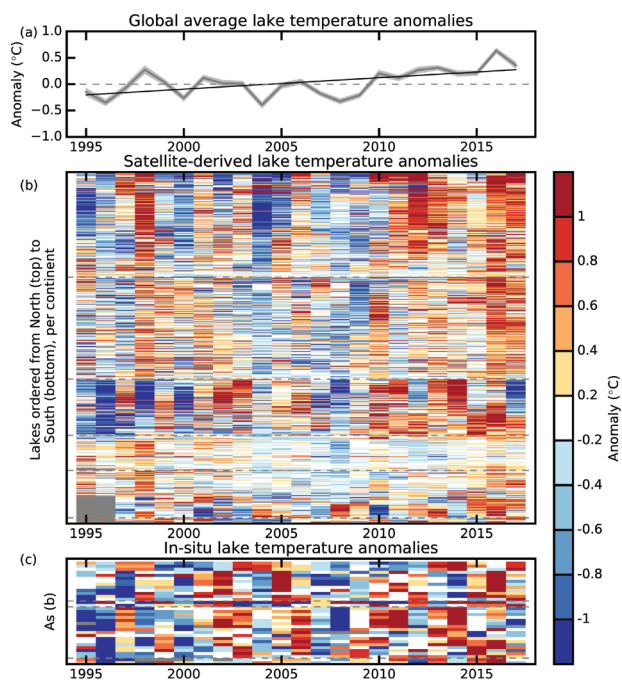 Global average lake temperature anomalies
(a)
Anomaly (°C)
1.0
0.5
0.0
−0.5
−1.0
1995 2000 2005 2010 2015
Satellite-derived lake temperature anomalies
(b)
Lakes ordered from North (top) to
South (bottom), per continent
1995 2000 2005 2010 2015
In-situ lake temperature anomalies
(c)
As (b)
1995 2000 2005 2010 2015
1
0.8
0.6
0.4
0.2
-0.2
-0.4
-0.6
-0.8
-1
Anomaly (°C)